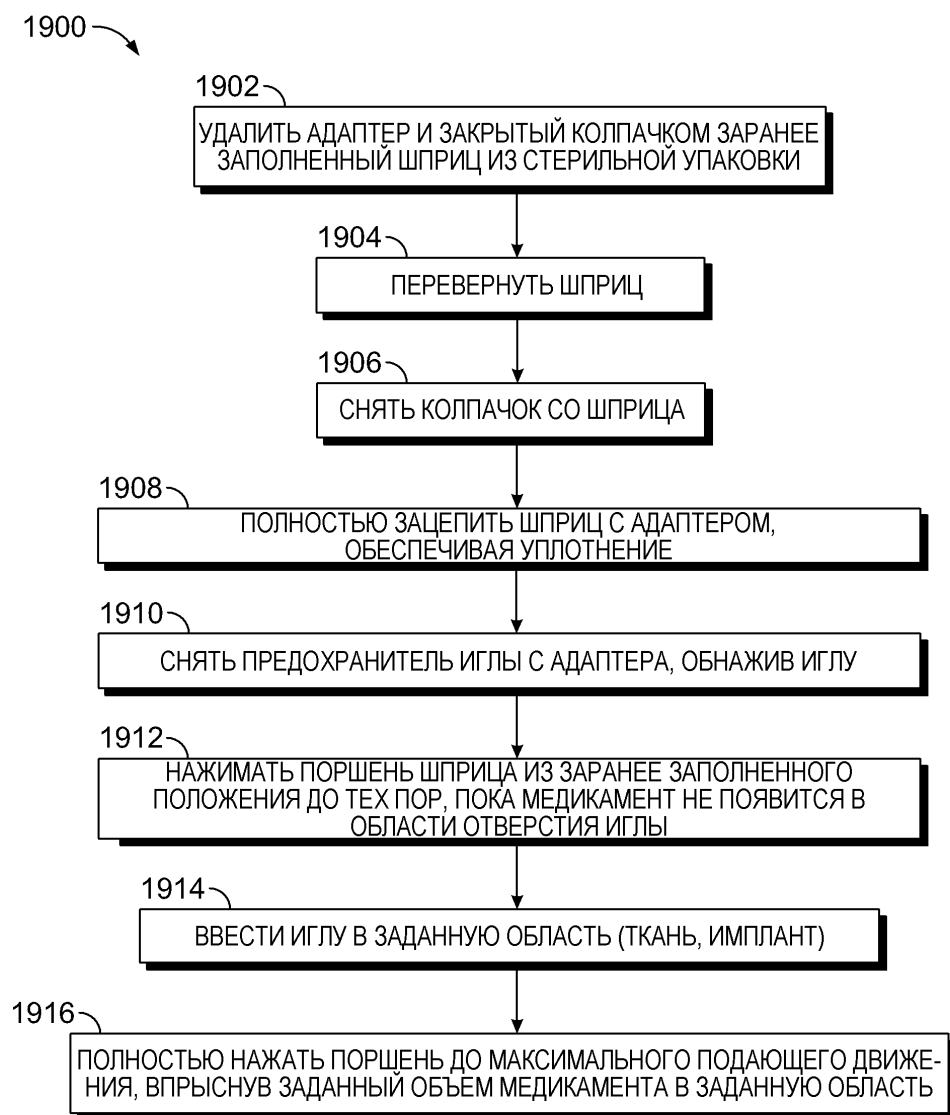 1900
1902
УДАЛИТЬ АДАПТЕР И ЗАКРЫТЫЙ КОЛПАЧКОМ ЗАРАНЕЕ
ЗАПОЛНЕННЫЙ ШПРИЦ ИЗ СТЕРИЛЬНОЙ УПАКОВКИ
1904
ПЕРЕВЕРНУТЬ ШПРИЦ
1906
СНЯТЬ КОЛПАЧОК СО ШПРИЦА
1908
ПОЛНОСТЬЮ ЗАЦЕПИТЬ ШПРИЦ С АДАПТЕРОМ,
ОБЕСПЕЧИВАЯ УПЛОТНЕНИЕ
1910
СНЯТЬ ПРЕДОХРАНИТЕЛЬ ИГЛЫ С АДАПТЕРА, ОБНАЖИВ ИГЛУ
1912
НАЖИМАТЬ ПОРШЕНЬ ШПРИЦА ИЗ ЗАРАНЕЕ ЗАПОЛНЕННОГО
ПОЛОЖЕНИЯ ДО ТЕХ ПОР, ПОКА МЕДИКАМЕНТ НЕ ПОЯВИТСЯ В
ОБЛАСТИ ОТВЕРСТИЯ ИГЛЫ
1914
ВВЕСТИ ИГЛУ В ЗАДАННУЮ ОБЛАСТЬ (ТКАНЬ, ИМПЛАНТ)
1916
ПОЛНОСТЬЮ НАЖАТЬ ПОРШЕНЬ ДО МАКСИМАЛЬНОГО ПОДАЮЩЕГО ДВИЖЕ-
НИЯ, ВПРЫСНУВ ЗАДАННЫЙ ОБЪЕМ МЕДИКАМЕНТА В ЗАДАННУЮ ОБЛАСТЬ